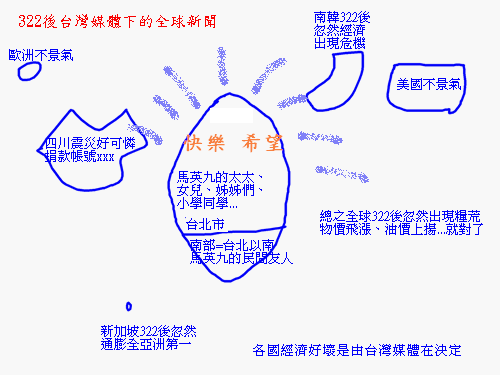 322後台灣媒體下的全球新聞
南韓322後
忽然經濟
出現危機
歐洲不景氣
美國不景氣
四川震災好可憐
捐款帳號xxx
快樂 希望
馬英九的太太、
女兒、姊姊們、
小學同學...
台北市
南部=台北以南
馬英九的民間友人
總之全球322後忽然出現糧荒
物價飛漲、油價上揚...就對了
新加坡322後忽然
通膨全亞洲第一
各國經濟好壞是由台灣媒體在決定